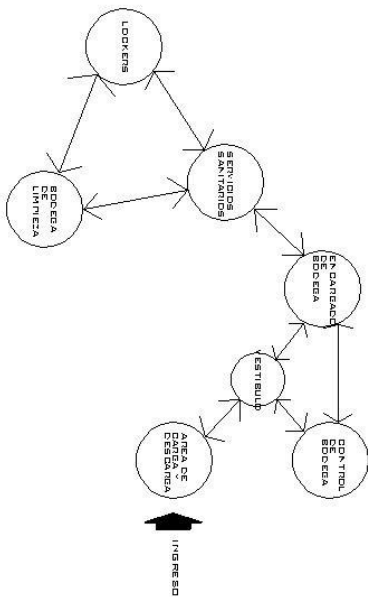 LOCKERS
SERVICIOS
SANITARIOS
BODEGA
DE
LIMPIEZA
ENCARGADO
DE
BODEGA
VESTIBULO
CONTROL
DE
BODEGA
AREA DE
CARGA Y
DESCARGA
INGRESO